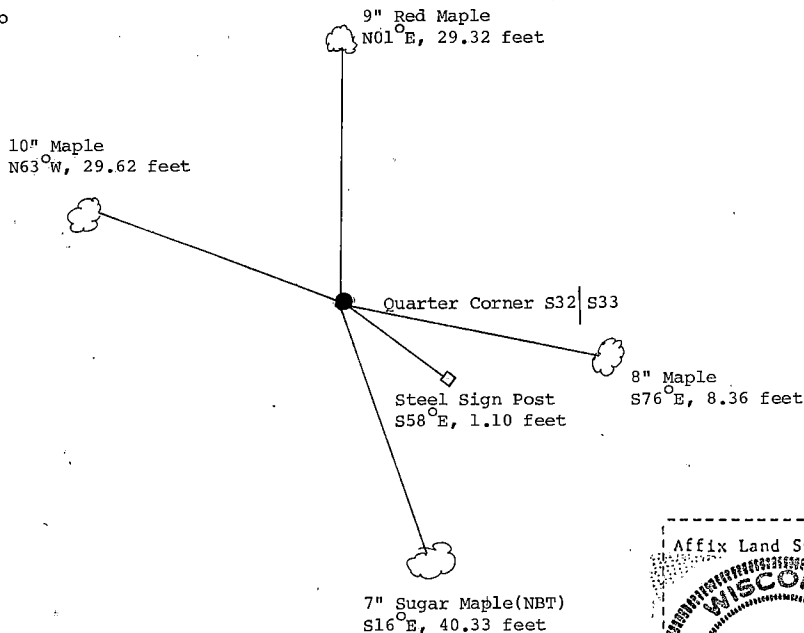 9" Red Maple
N01°E, 29.32 feet
10" Maple
N63°W, 29.62 feet
Quarter Corner S32|S33
8" Maple
S76°E, 8.36 feet
Steel Sign Post
S58°E, 1.10 feet
7" Sugar Maple(NBT)
S16°E, 40.33 feet
Affix Land S
WISCO